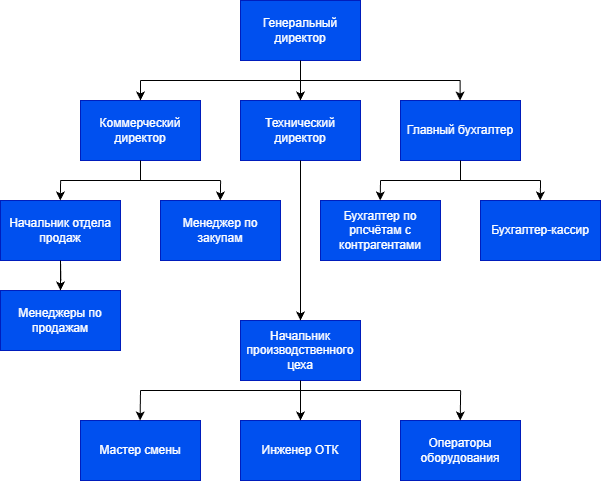 Генеральный
директор
Коммерческий
директор
Технический
директор
Главный бухгалтер
Начальник отдела
продаж
Менеджер по
закупам
Бухгалтер по
рпсчётам с
контрагентами
Бухгалтер-кассир
Менеджеры по
продажам
Начальник
производственного
цеха
Мастер смены
Инженер ОТК
Операторы
оборудования